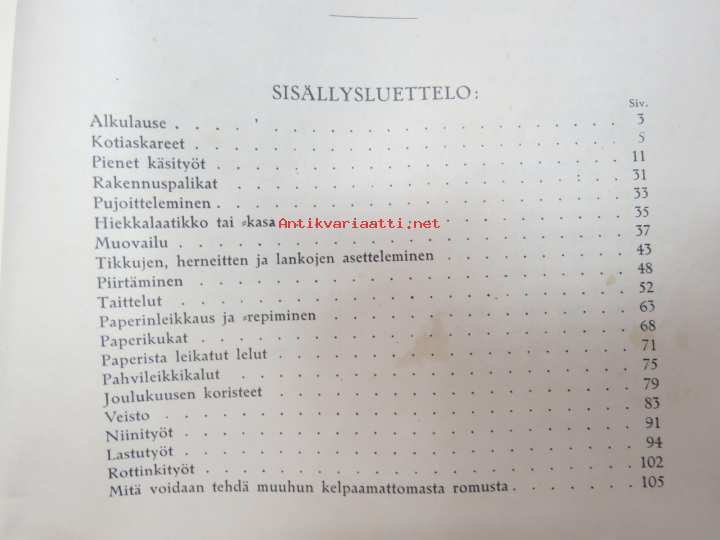 SISÄLLYSLUETTELO:
Siv.
Alkulause . . . . . . . . . . . . . . . . . 3
Kotiaskareet . . . . . . . . . . . . . . . . 5
Pienet käsityöt . . . . . . . . . . . . . . . 11
Rakennuspalikat . . . . . . . . . . . . . . . 31
Pujoitteleminen . . . . . . . . . . . . . . . 33
Hiekkalaatikko tai -kasa Antikvariaatti.net . . . . . . . 35
Muovailu . . . . . . . . . . . . . . . . . 37
Tikkujen, herneitten ja lankojen asetteleminen . . . . . . . 43
Piirtäminen . . . . . . . . . . . . . . . . 48
Taittelut . . . . . . . . . . . . . . . . . 52
Paperinleikkaus ja -repiminen . . . . . . . . . . . 63
Paperikukat . . . . . . . . . . . . . . . . 68
Paperista leikatut lelut . . . . . . . . . . . . . 71
Pahvileikkikalut . . . . . . . . . . . . . . . 75
Joulukuusen koristeet . . . . . . . . . . . . . 79
Veisto . . . . . . . . . . . . . . . . . . 83
Niinityöt . . . . . . . . . . . . . . . . . 91
Lastutyöt . . . . . . . . . . . . . . . . . 94
Rottinkityöt . . . . . . . . . . . . . . . . 102
Mitä voidaan tehdä muuhun kelpaamattomasta romusta . . . . . 105